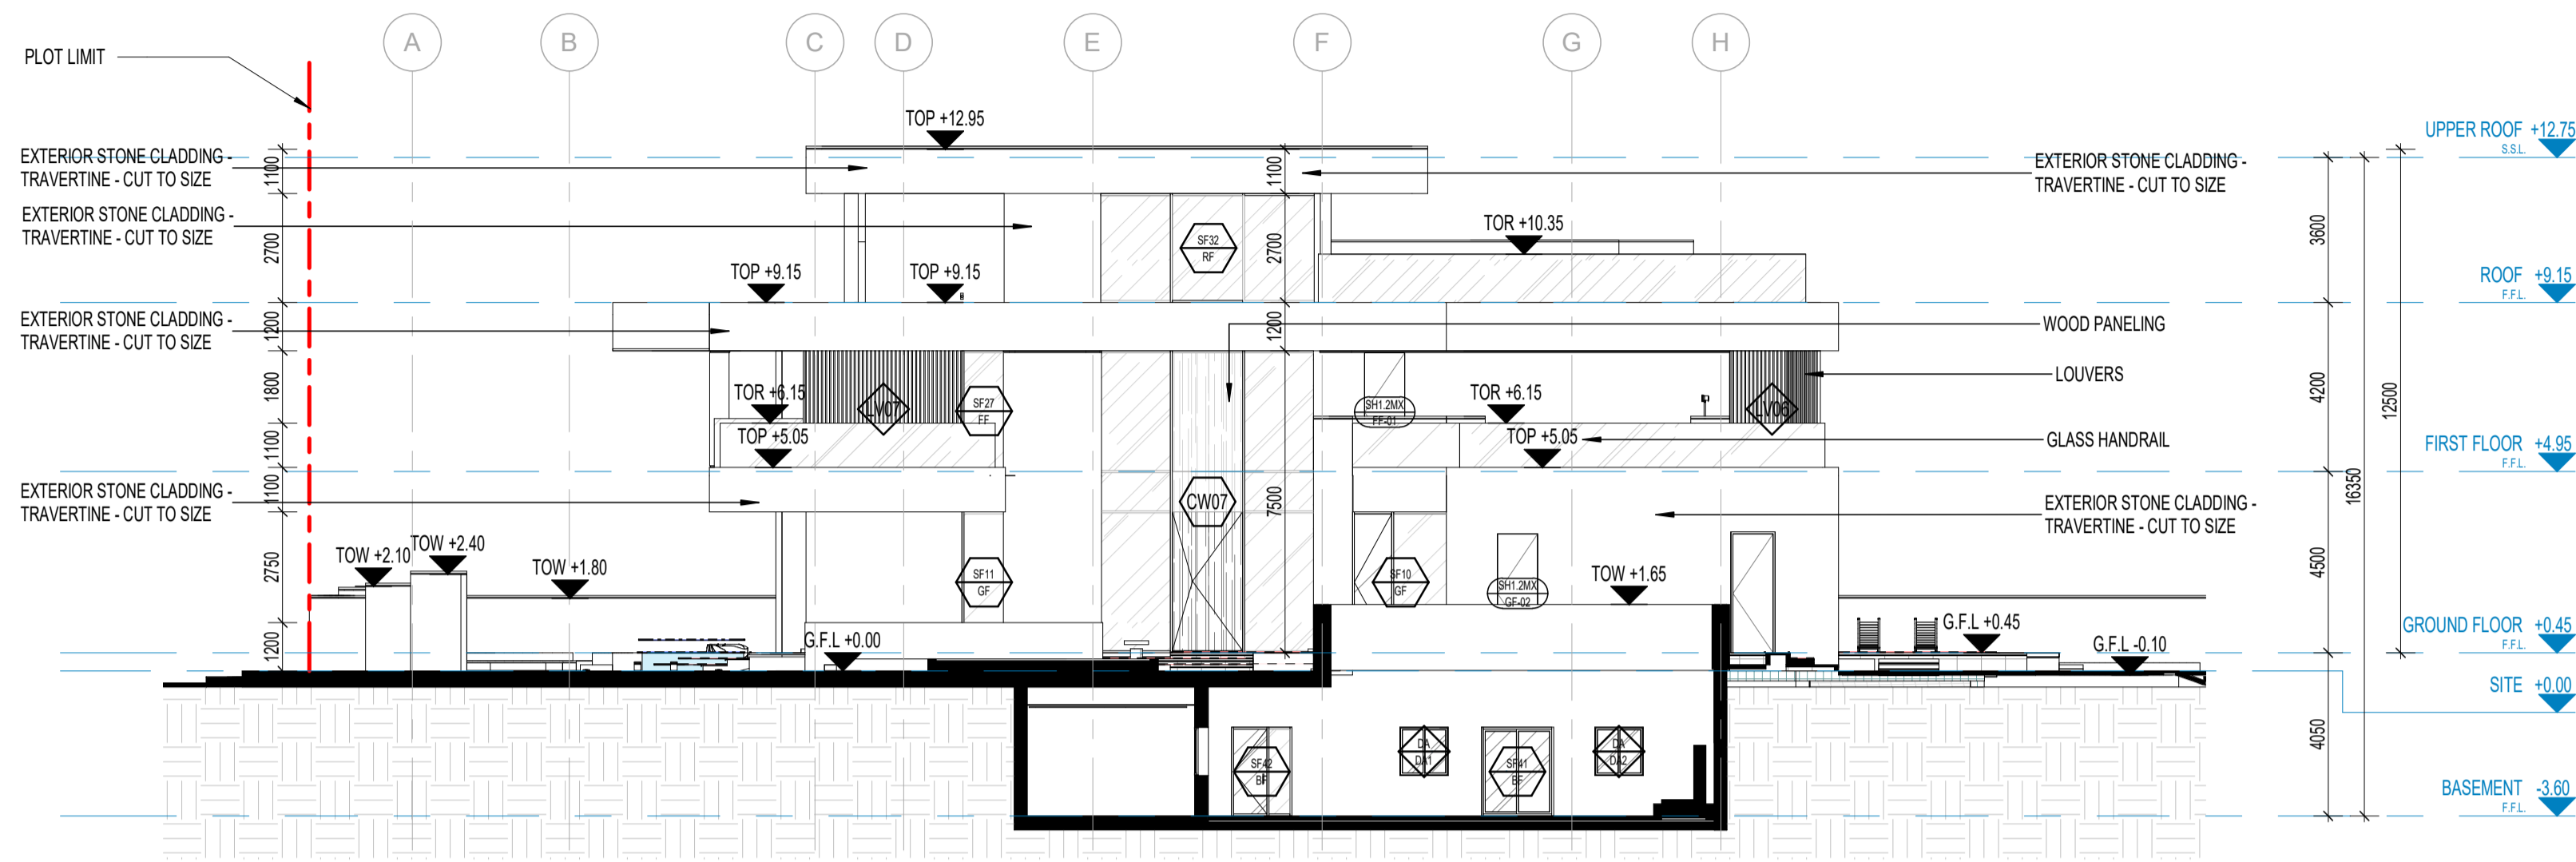 A
B
C
D
E
F
G
H
PLOT LIMIT
TOP +12.95
UPPER ROOF +12.75
S.S.L.
EXTERIOR STONE CLADDING -
TRAVERTINE - CUT TO SIZE
1100
1100
EXTERIOR STONE CLADDING -
TRAVERTINE - CUT TO SIZE
EXTERIOR STONE CLADDING -
TRAVERTINE - CUT TO SIZE
2700
SF32
RF
2700
TOR +10.35
3600
TOP +9.15
TOP +9.15
ROOF +9.15
F.F.L.
EXTERIOR STONE CLADDING -
TRAVERTINE - CUT TO SIZE
1200
1200
WOOD PANELING
LOUVERS
1800
TOR +6.15
LV07
SF27
FF
SH1.2MX
FF-01
TOR +6.15
LV06
4200
12500
1100
TOP +5.05
TOP +5.05
GLASS HANDRAIL
FIRST FLOOR +4.95
F.F.L.
EXTERIOR STONE CLADDING -
TRAVERTINE - CUT TO SIZE
1100
CW07
7500
EXTERIOR STONE CLADDING -
TRAVERTINE - CUT TO SIZE
16350
TOW +2.10
TOW +2.40
TOW +1.80
2750
SF11
GF
SF10
GF
SH1.2MX
GF-02
TOW +1.65
4500
1200
G.F.L +0.00
G.F.L +0.45
G.F.L -0.10
GROUND FLOOR +0.45
F.F.L.
SITE +0.00
SF42
BF
DA
DA1
SF41
BF
DA
DA2
4050
BASEMENT -3.60
F.F.L.